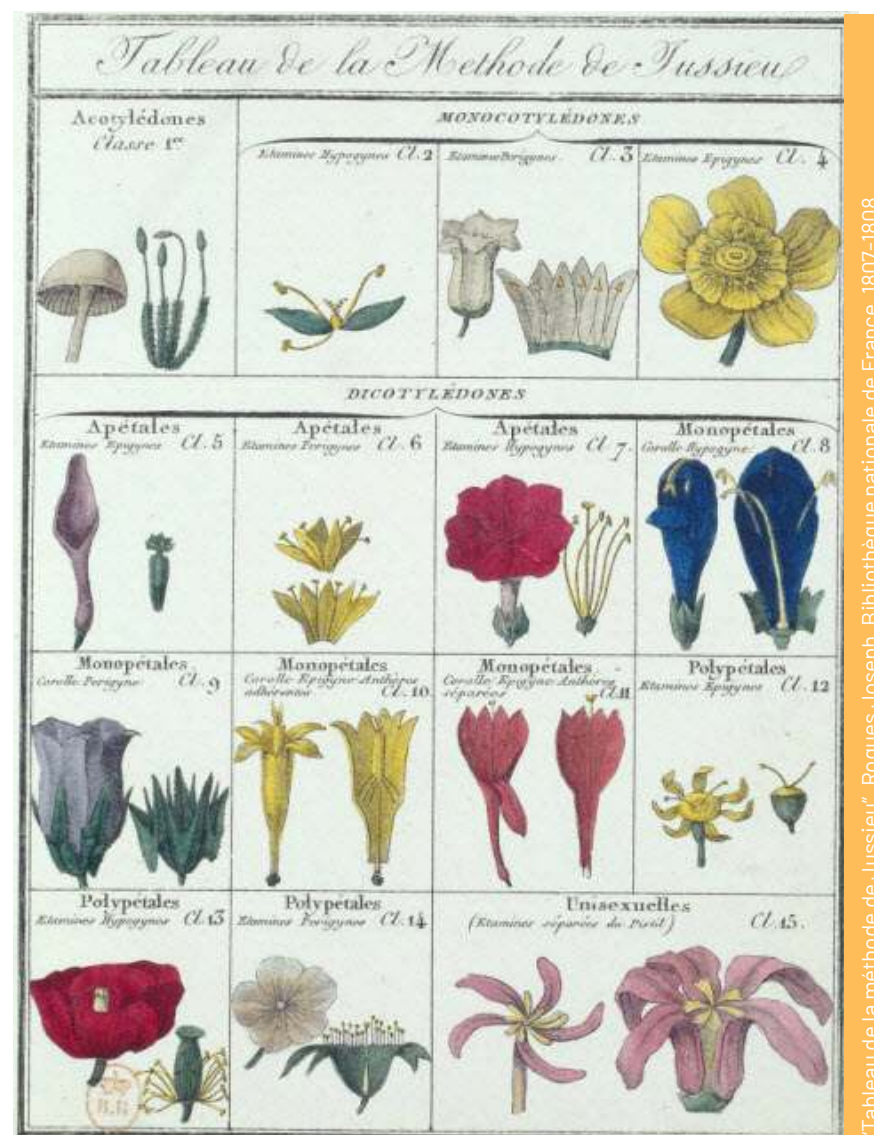 Tableau de la Methode de Jussieu
Acotylédones
Classe 1re
MONOCOTYLÉDONES
Etamines Hypogynes Cl. 2
Etamines Perigynes Cl. 3
Etamines Epigynes Cl. 4
DICOTYLÉDONES
Apétales
Etamines Epigynes Cl. 5
Apétales
Etamines Perigynes Cl. 6
Apétales
Etamines Hypogynes Cl 7.
Monopétales
Corolle Hypogyne Cl. 8
Monopétales
Corolle Perigyne Cl. 9
Monopétales
Corolle Epigyne Anthères
adhérentes Cl. 10.
Monopétales
Corolle Epigyne Anthères
séparées Cl. 11
Polypétales
Etamines Epigynes Cl. 12
Polypétales
Etamines Hypogynes Cl. 13
Polypétales
Etamines Perigynes Cl. 14
Unisexuelles
(Etamines séparées du Pistil) Cl. 15.
"Tableau de la méthode de Jussieu", Roques Joseph, Bibliothèque nationale de France, 1807-1808